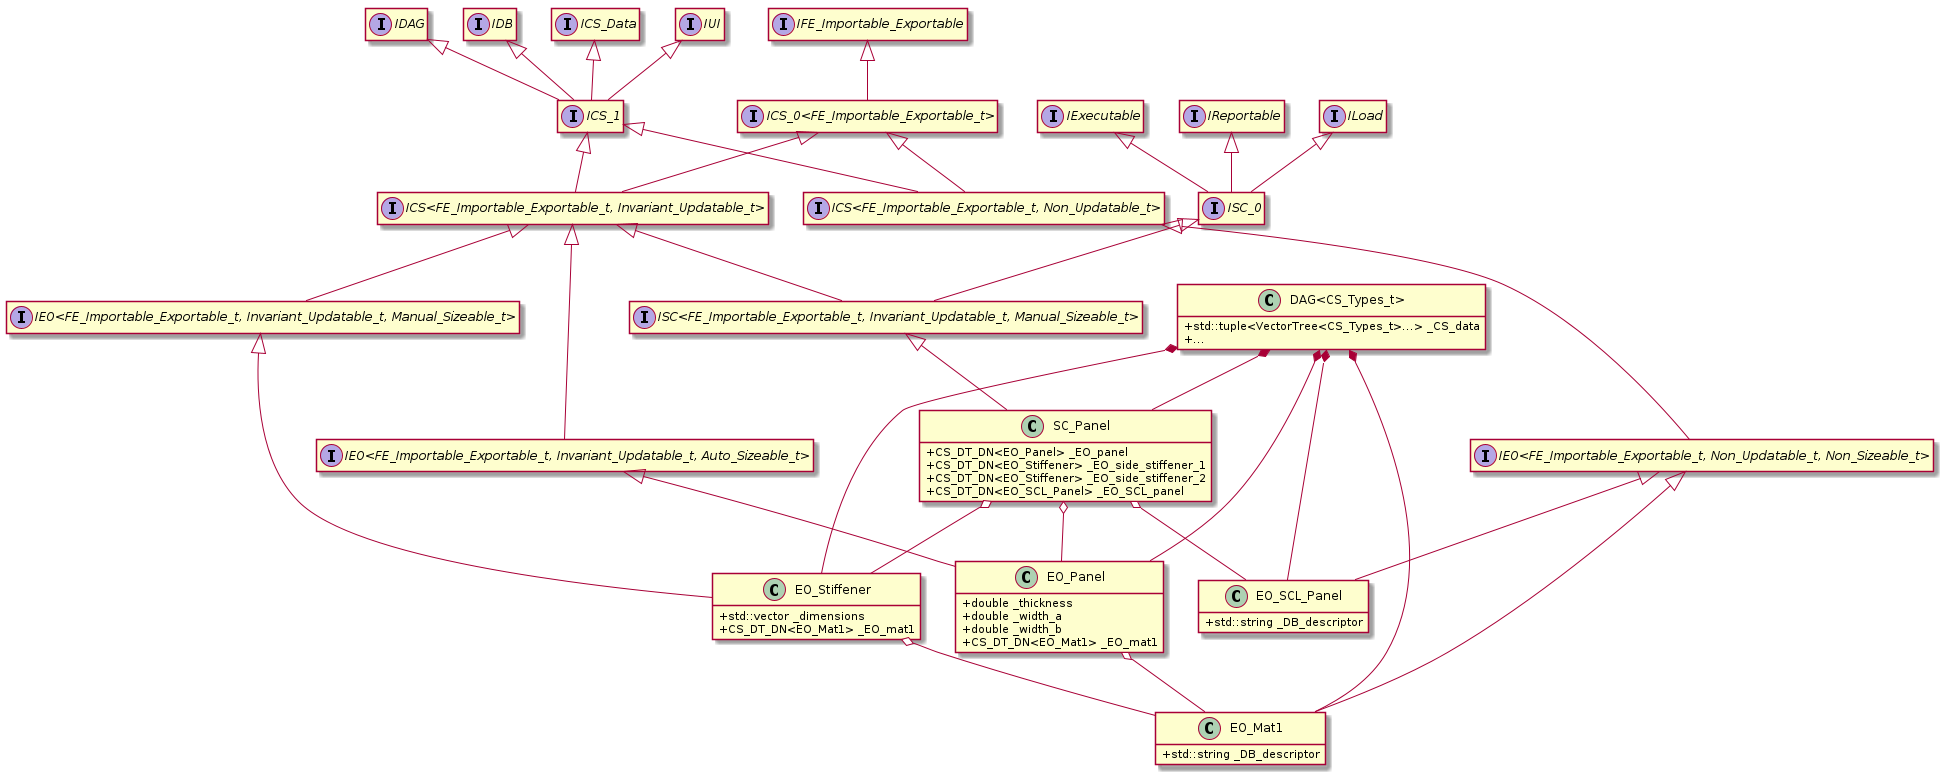 I IDAG
I IDB
I ICS_Data
I IUI
I IFE_Importable_Exportable
I ICS_1
I ICS_0<FE_Importable_Exportable_t>
I IExecutable
I IReportable
I ILoad
I ICS<FE_Importable_Exportable_t, Invariant_Updatable_t>
I ICS<FE_Importable_Exportable_t, Non_Updatable_t>
I ISC_0
I IEO<FE_Importable_Exportable_t, Invariant_Updatable_t, Manual_Sizeable_t>
I ISC<FE_Importable_Exportable_t, Invariant_Updatable_t, Manual_Sizeable_t>
C DAG<CS_Types_t>
+std::tuple<VectorTree<CS_Types_t>...> _CS_data
+...
C SC_Panel
+CS_DT_DN<EO_Panel> _EO_panel
+CS_DT_DN<EO_Stiffener> _EO_side_stiffener_1
+CS_DT_DN<EO_Stiffener> _EO_side_stiffener_2
+CS_DT_DN<EO_SCL_Panel> _EO_SCL_panel
I IEO<FE_Importable_Exportable_t, Invariant_Updatable_t, Auto_Sizeable_t>
I IEO<FE_Importable_Exportable_t, Non_Updatable_t, Non_Sizeable_t>
C EO_Stiffener
+std::vector _dimensions
+CS_DT_DN<EO_Mat1> _EO_mat1
C EO_Panel
+double _thickness
+double _width_a
+double _width_b
+CS_DT_DN<EO_Mat1> _EO_mat1
C EO_SCL_Panel
+std::string _DB_descriptor
C EO_Mat1
+std::string _DB_descriptor